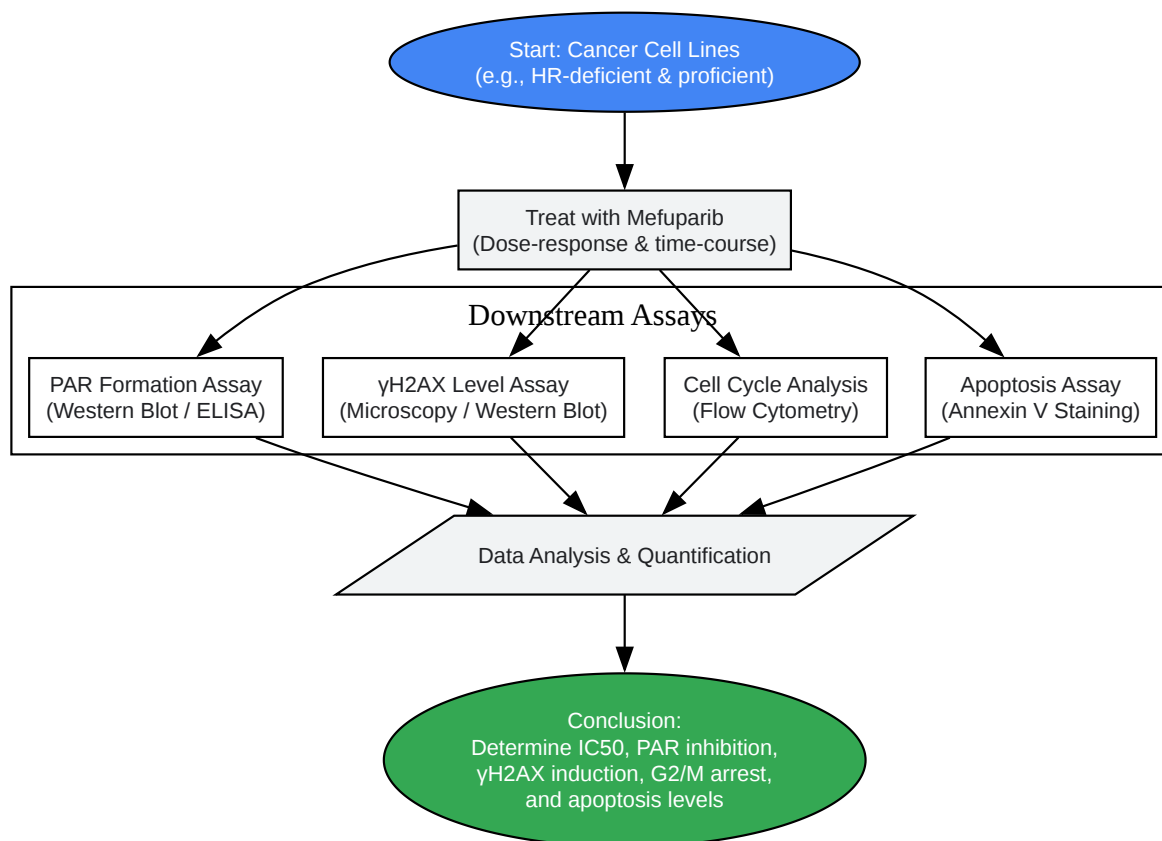 Start: Cancer Cell Lines
(e.g., HR-deficient & proficient)
Treat with Mefuparib
(Dose-response & time-course)
Downstream Assays
PAR Formation Assay
(Western Blot / ELISA)
γH2AX Level Assay
(Microscopy / Western Blot)
Cell Cycle Analysis
(Flow Cytometry)
Apoptosis Assay
(Annexin V Staining)
Data Analysis & Quantification
Conclusion:
Determine IC50, PAR inhibition,
γH2AX induction, G2/M arrest,
and apoptosis levels